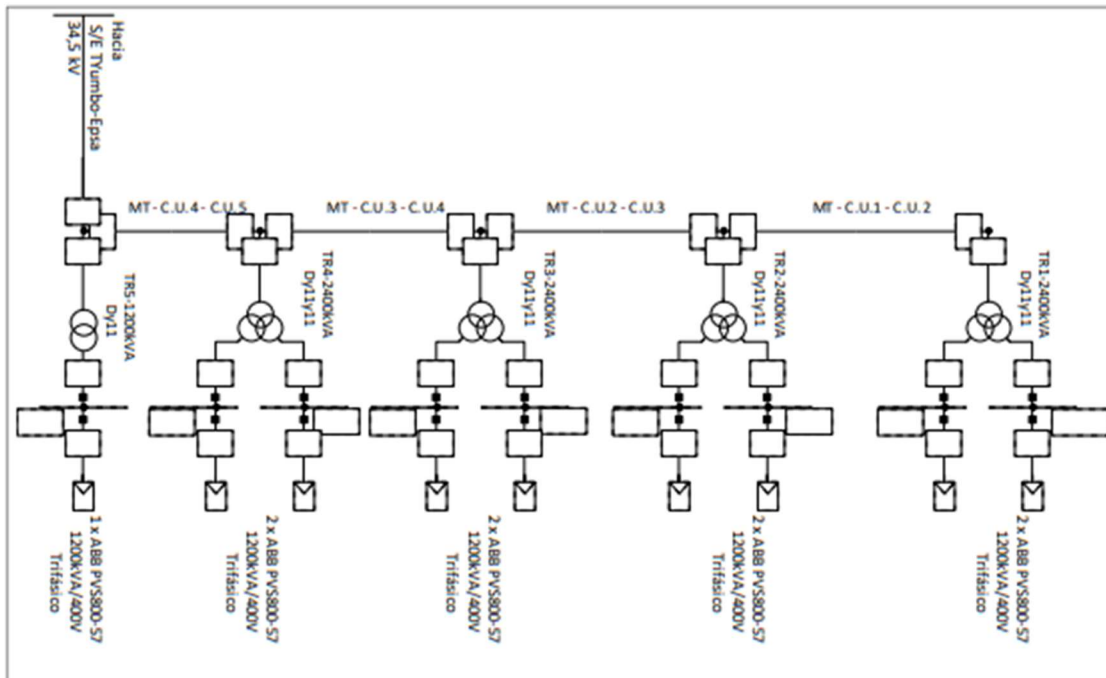 Hacia
S/E TYumbo-Epsa
34,5 kV
MT - C.U.4 - C.U.5
MT - C.U.3 - C.U.4
MT - C.U.2 - C.U.3
MT - C.U.1 - C.U.2
TR5-1200kVA
Dy11
TR4-2400kVA
Dy11y11
TR3-2400kVA
Dy11y11
TR2-2400kVA
Dy11y11
TR1-2400kVA
Dy11y11
1 x ABB PVS800-57
1200kVA/400V
Trifásico
2 x ABB PVS800-57
1200kVA/400V
Trifásico
2 x ABB PVS800-57
1200kVA/400V
Trifásico
2 x ABB PVS800-57
1200kVA/400V
Trifásico
2 x ABB PVS800-57
1200kVA/400V
Trifásico